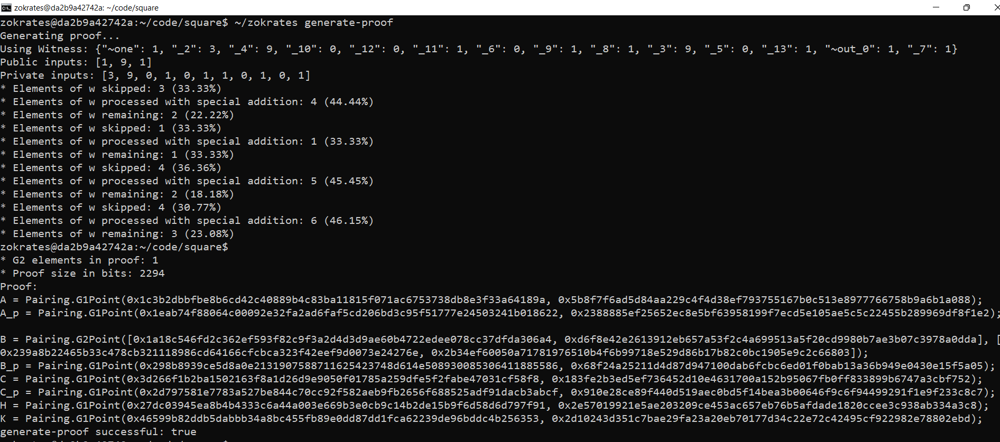 zokrates@da2b9a42742a: ~/code/square
zokrates@da2b9a42742a:~/code/square$ ~/zokrates generate-proof
Generating proof...
Using Witness: {"~one": 1, "_2": 3, "_4": 9, "_10": 0, "_12": 0, "_11": 1, "_6": 0, "_9": 1, "_8": 1, "_3": 9, "_5": 0, "_13": 1, "~out_0": 1, "_7": 1}
Public inputs: [1, 9, 1]
Private inputs: [3, 9, 0, 1, 0, 1, 1, 0, 1, 0, 1]
* Elements of w skipped: 3 (33.33%)
* Elements of w processed with special addition: 4 (44.44%)
* Elements of w remaining: 2 (22.22%)
* Elements of w skipped: 1 (33.33%)
* Elements of w processed with special addition: 1 (33.33%)
* Elements of w remaining: 1 (33.33%)
* Elements of w skipped: 4 (36.36%)
* Elements of w processed with special addition: 5 (45.45%)
* Elements of w remaining: 2 (18.18%)
* Elements of w skipped: 4 (30.77%)
* Elements of w processed with special addition: 6 (46.15%)
* Elements of w remaining: 3 (23.08%)
zokrates@da2b9a42742a:~/code/square$
* G2 elements in proof: 1
* Proof size in bits: 2294
Proof:
A = Pairing.G1Point(0x1c3b2dbbfbe8b6cd42c40889b4c83ba11815f071ac6753738db8e3f33a64189a, 0x5b8f7f6ad5d84aa229c4f4d38ef793755167b0c513e8977766758b9a6b1a088);
A_p = Pairing.G1Point(0x1eab74f88064c00092e32fa2ad6faf5cd206bd3c95f51777e24503241b018622, 0x2388885ef25652ec8e5bf63958199f7ecd5e105ae5c5c22455b289969df8f1e2);
B = Pairing.G2Point([0x1a18c546fd2c362ef593f82c9f3a2d4d3d9ae60b4722edee078cc37dfda306a4, 0xd6f8e42e2613912eb657a53f2c4a699513a5f20cd9980b7ae3b07c3978a0dda], [
0x239a8b22465b33c478cb321118986cd64166cfcbca323f42eef9d0073e24276e, 0x2b34ef60050a71781976510b4f6b99718e529d86b17b82c0bc1905e9c2c66803]);
B_p = Pairing.G1Point(0x298b8939ce5d8a0e2131907588711625423748d614e508930085306411885586, 0x68f24a25211d4d87d947100dab6fcbc6ed01f0bab13a36b949e0430e15f5a05);
C = Pairing.G1Point(0x3d266f1b2ba1502163f8a1d26d9e9050f01785a259dfe5f2fabe47031cf58f8, 0x183fe2b3ed5ef736452d10e4631700a152b95067fb0ff833899b6747a3cbf752);
C_p = Pairing.G1Point(0x2d797581e7783a527be844c70cc92f582aeb9fb2656f688525adf91dacb3abcf, 0x910e28ce89f440d519aec0bd5f14bea3b00646f9c6f94499291f1e9f233c8c7);
H = Pairing.G1Point(0x27dc03945ea8b4b4333c6a44a003e669b3e0cb9c14b2de15b9f6d58d6d797f91, 0x2e57019921e5ae203209ce453ac657eb76b5afdade1820ccee3c938ab334a3c8);
K = Pairing.G1Point(0x46599b82ddb5dabbb34a8bc455fb89e0dd87dd1fca62239de96bddc4b256353, 0x2d10243d351c7bae29fa23a20eb70177d34c22e72c42495cf922982e78802ebd);
generate-proof successful: true